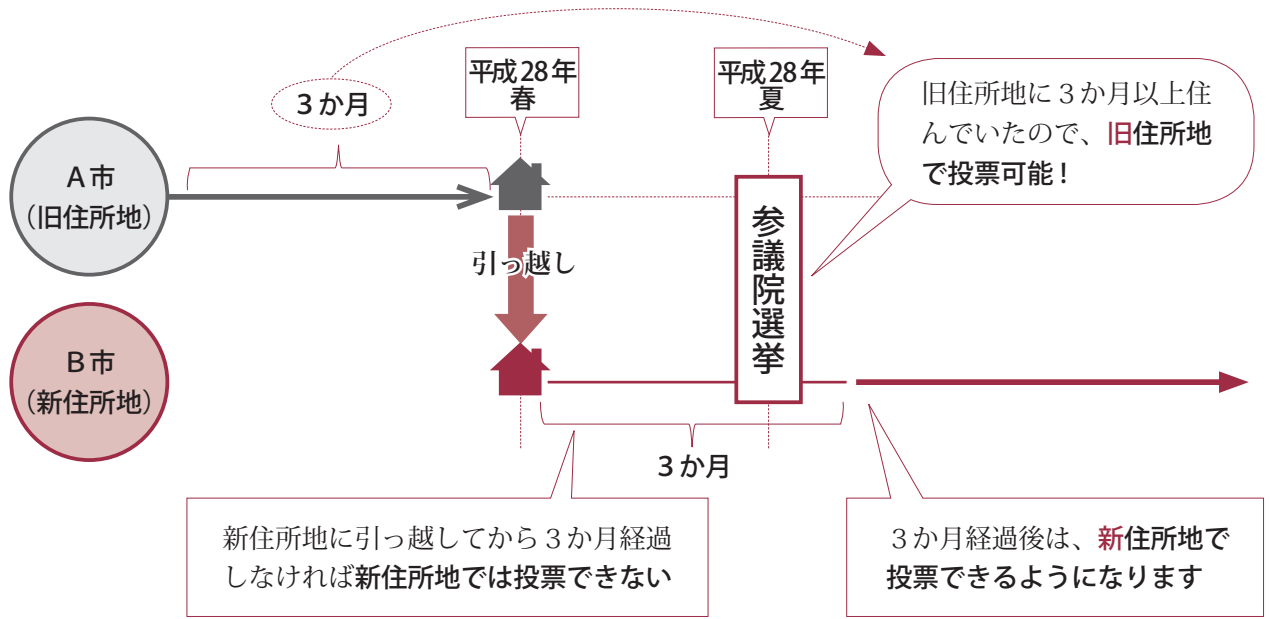 3か月
平成28年
春
平成28年
夏
旧住所地に3か月以上住
んでいたので、旧住所地
で投票可能!
A市
(旧住所地)
引っ越し
参議院選挙
B市
(新住所地)
3か月
新住所地に引っ越してから3か月経過
しなければ新住所地では投票できない
3か月経過後は、新住所地で
投票できるようになります